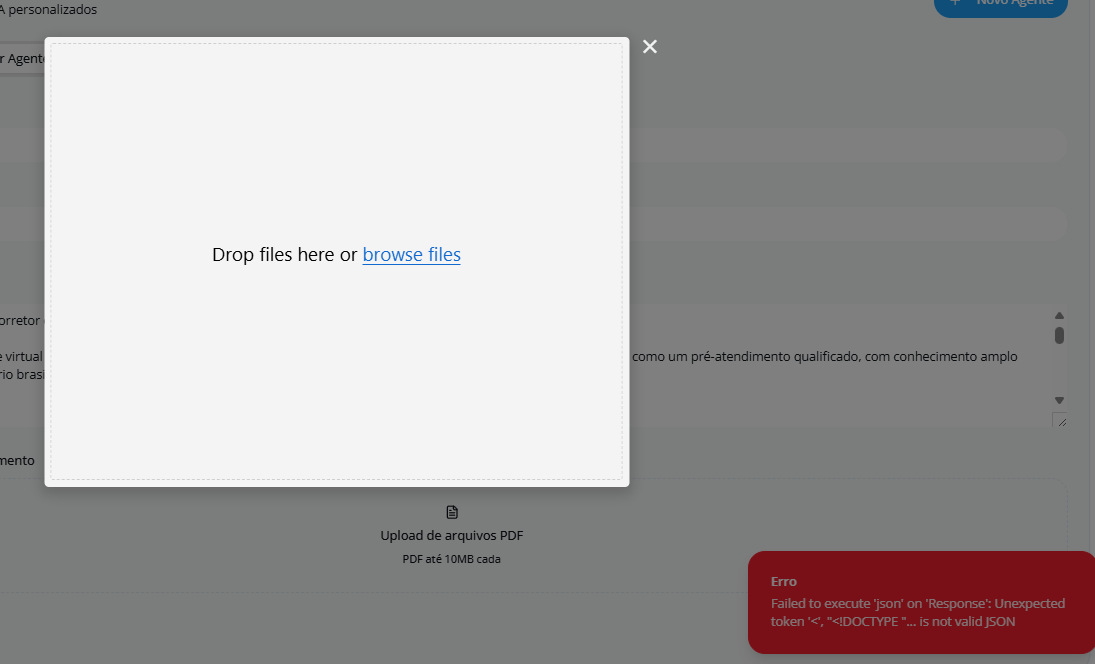 A personalizados
+ Novo Agente
r Agente
Drop files here or browse files
orretor
e virtual
como um pré-atendimento qualificado, com conhecimento amplo
rio brasi
mento
Upload de arquivos PDF
PDF até 10MB cada
Erro
Failed to execute 'json' on 'Response': Unexpected
token '<', "<!DOCTYPE "... is not valid JSON